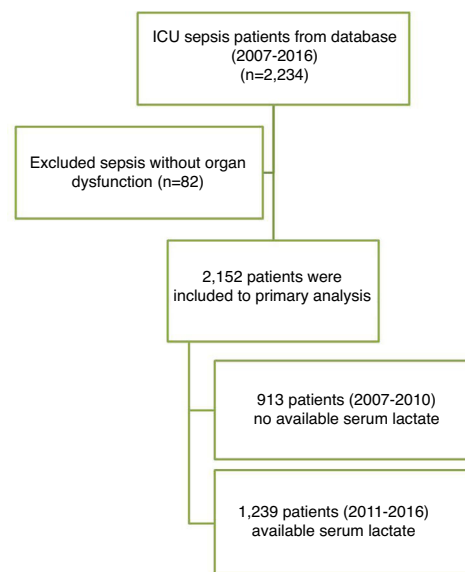 ICU sepsis patients from database
(2007-2016)
(n=2,234)
Excluded sepsis without organ
dysfunction (n=82)
2,152 patients were
included to primary analysis
913 patients (2007-2010)
no available serum lactate
1,239 patients (2011-2016)
available serum lactate